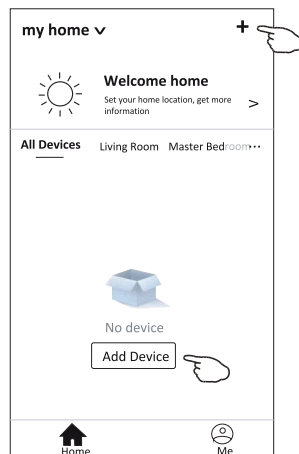 my home
+
Welcome home
Set your home location, get more
information
>
All Devices Living Room Master Bedroom...
No device
Add Device
Home Me